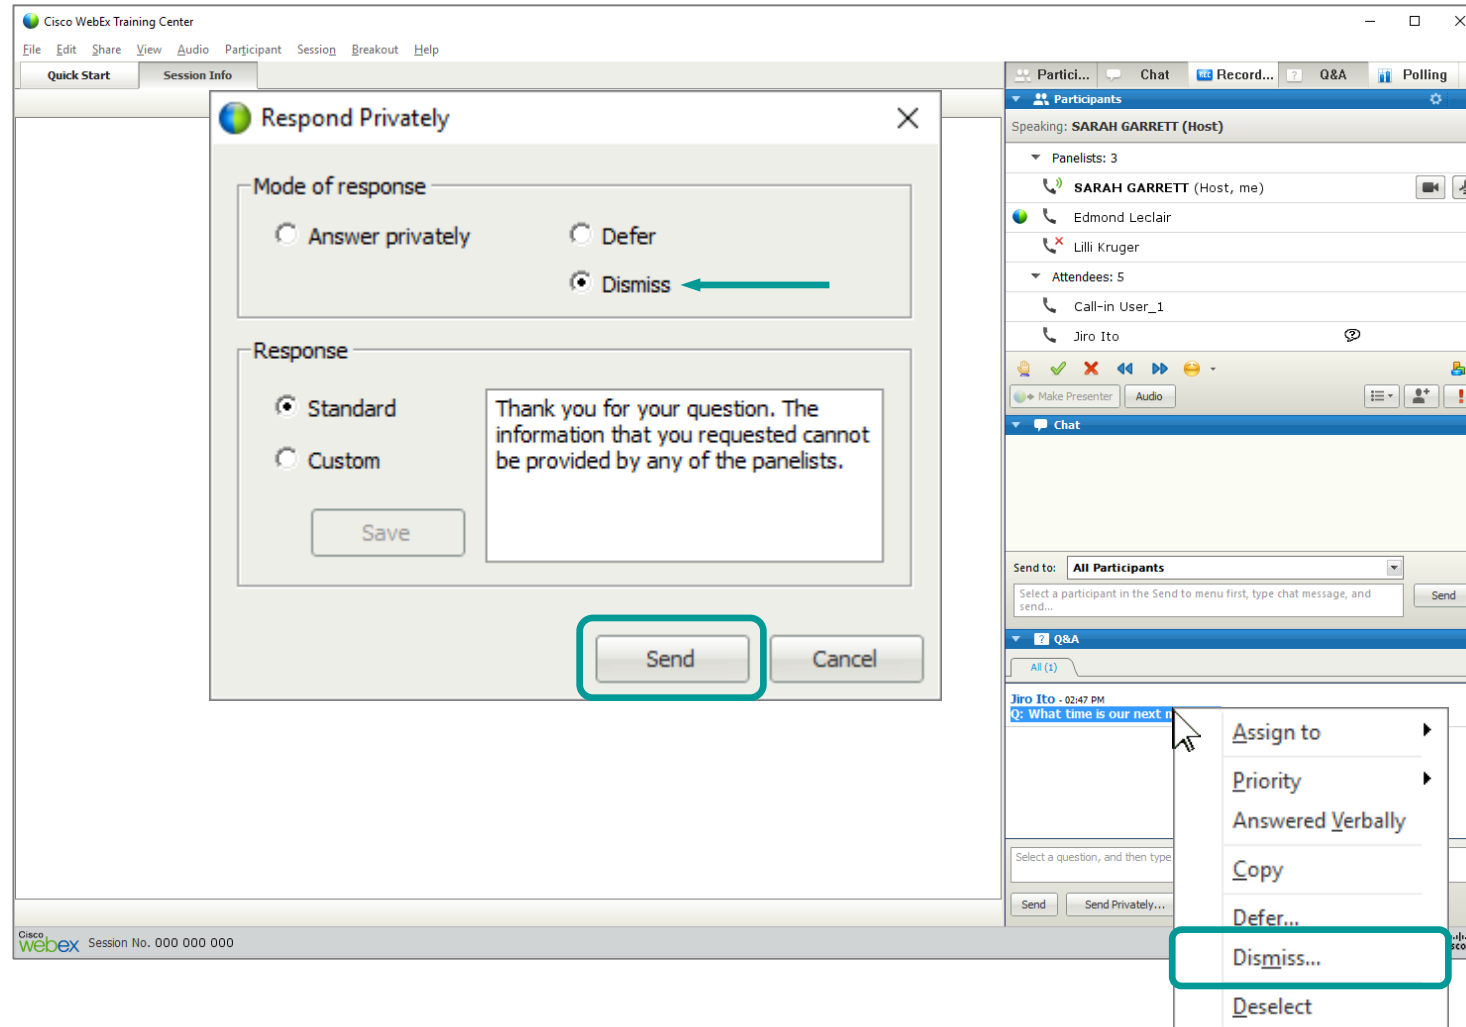 Cisco WebEx Training Center
File Edit Share View Audio Participant Session Breakout Help
Quick Start Session Info
Respond Privately
Mode of response
Answer privately Defer
Dismiss
Response
Standard
Custom
Save
Thank you for your question. The
information that you requested cannot
be provided by any of the panelists.
Send Cancel
Partici... Chat REC Record... ? Q&A Polling
Participants
Speaking: SARAH GARRETT (Host)
Panelists: 3
SARAH GARRETT (Host, me)
Edmond Leclair
Lilli Kruger
Attendees: 5
Call-in User_1
Jiro Ito
Make Presenter Audio
Chat
Send to: All Participants
Select a participant in the Send to menu first, type chat message, and
send...
Send
? Q&A
All (1)
Jiro Ito - 02:47 PM
Q: What time is our next
Assign to
Priority
Answered Verbally
Copy
Defer...
Dismiss...
Deselect
Select a question, and then type
Send Send Privately...
Cisco
webex Session No. 000 000 000